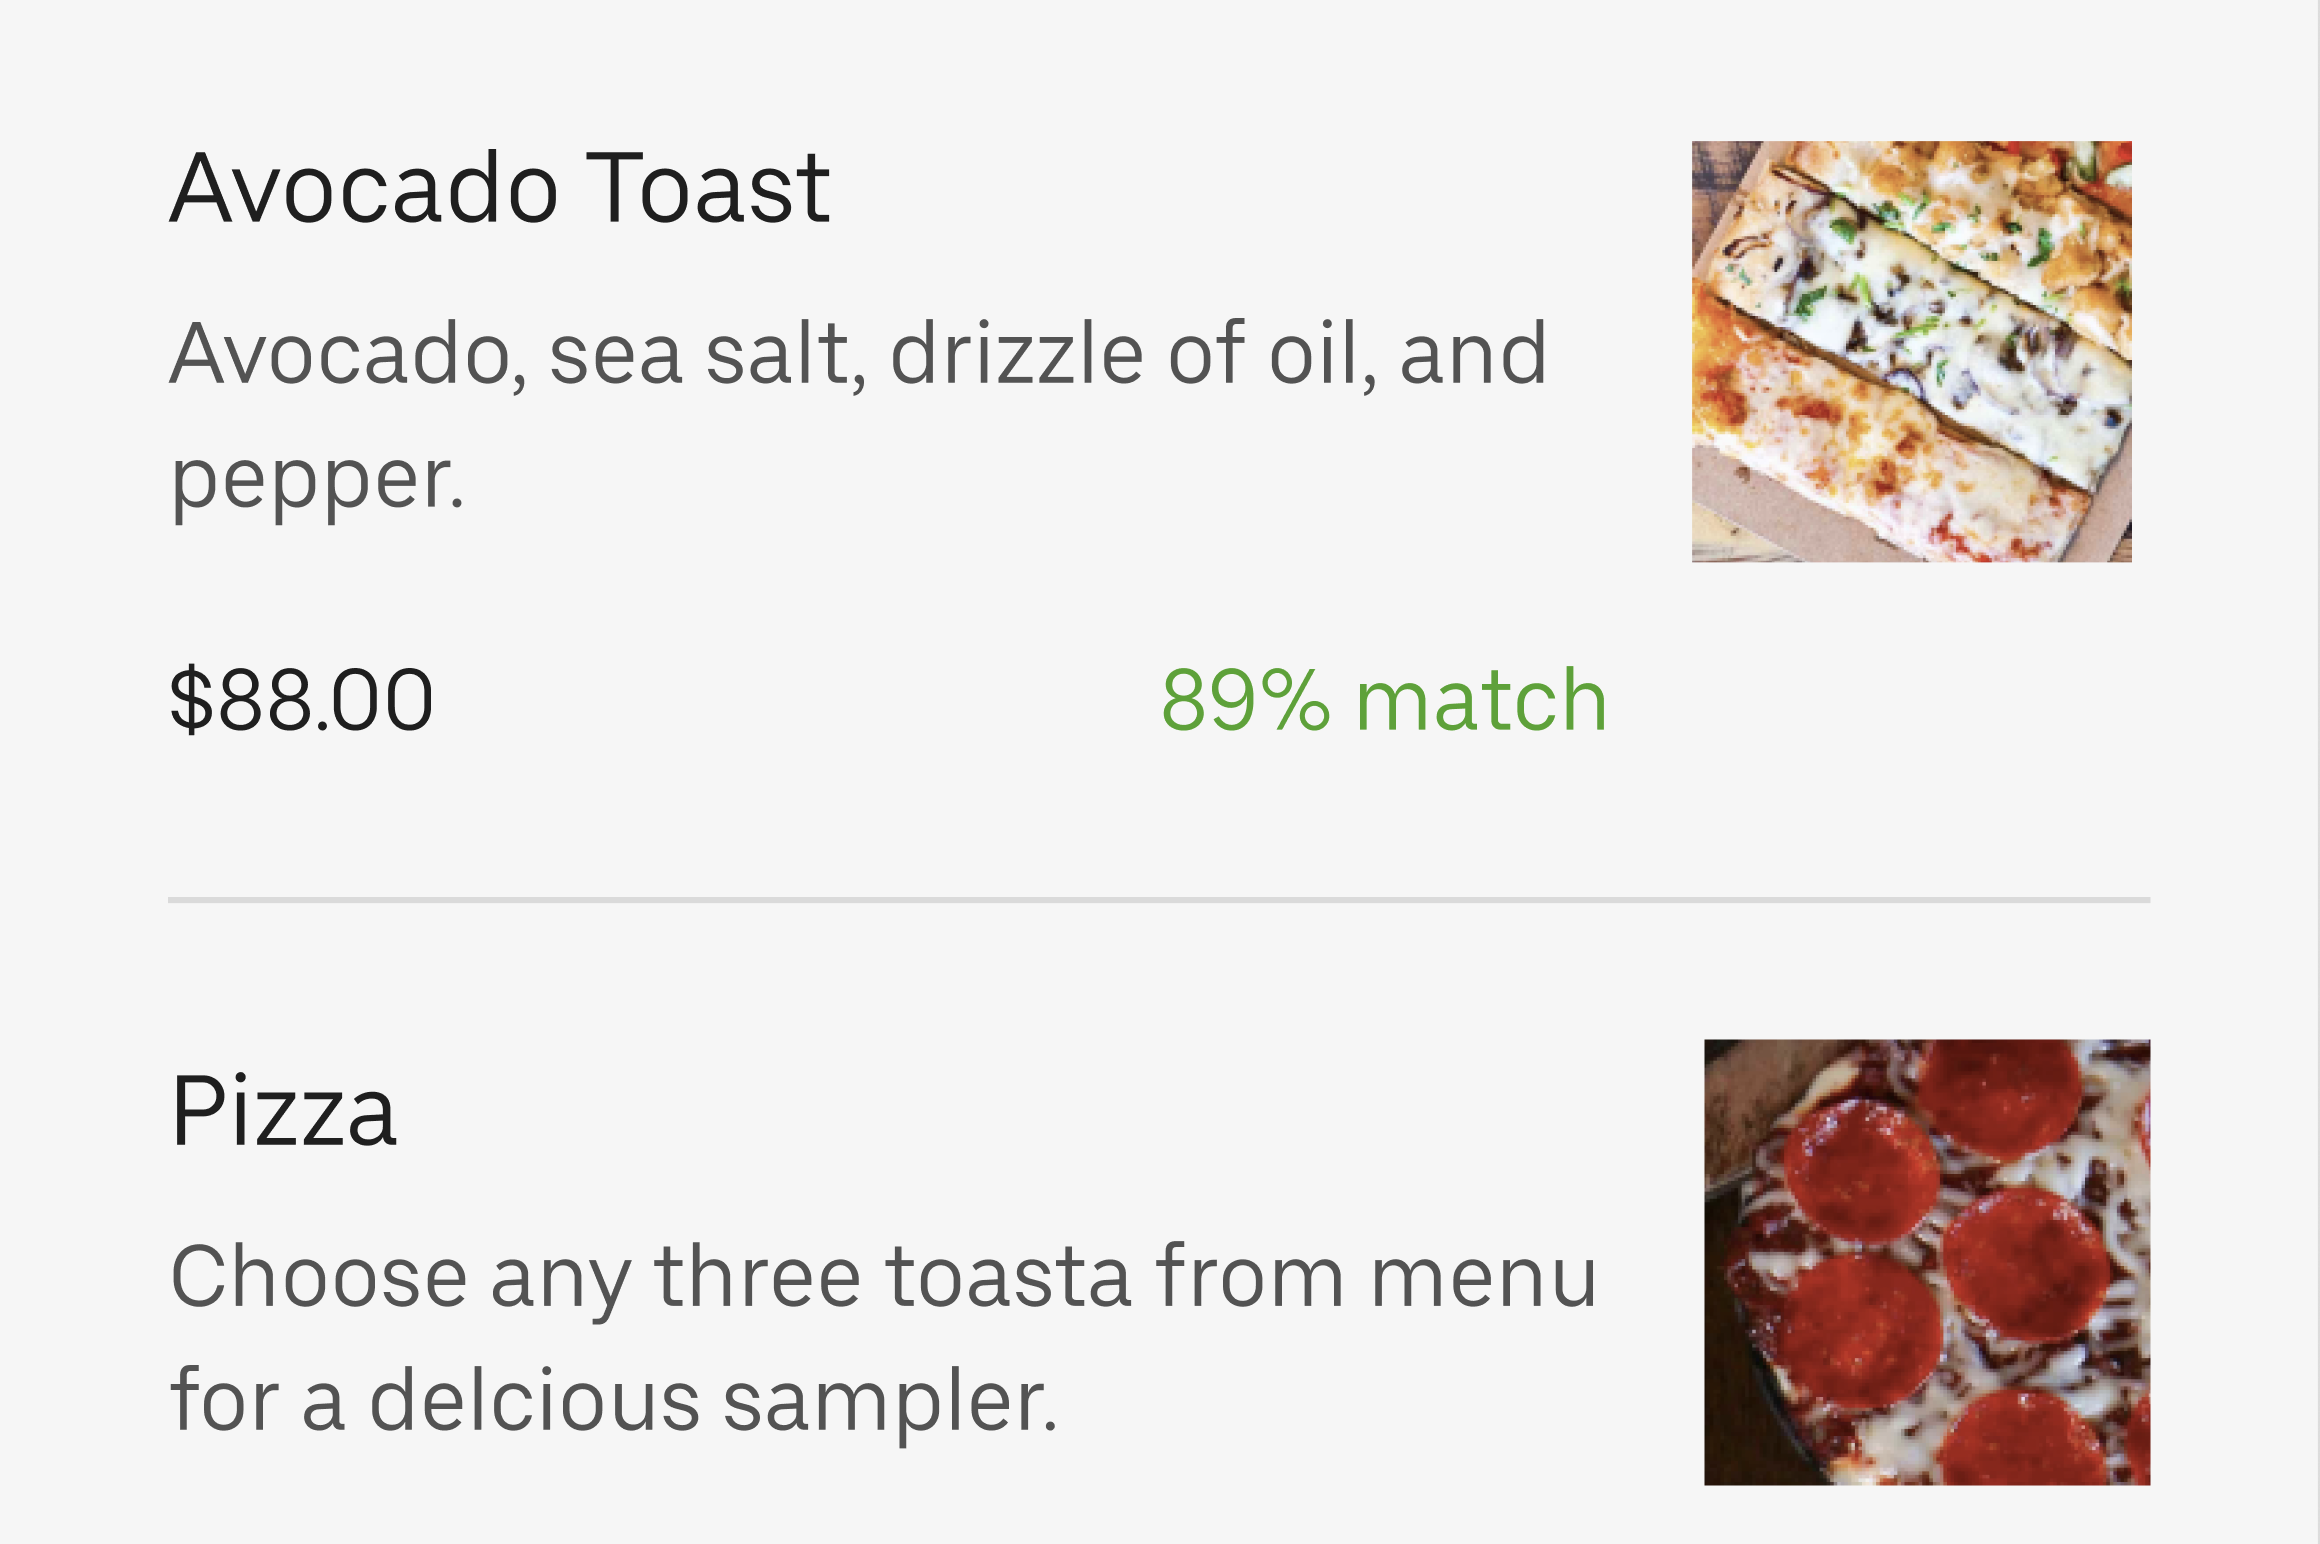 Avocado Toast
Avocado, sea salt, drizzle of oil, and
pepper.
$88.00
89% match
Pizza
Choose any three toasta from menu
for a delcious sampler.